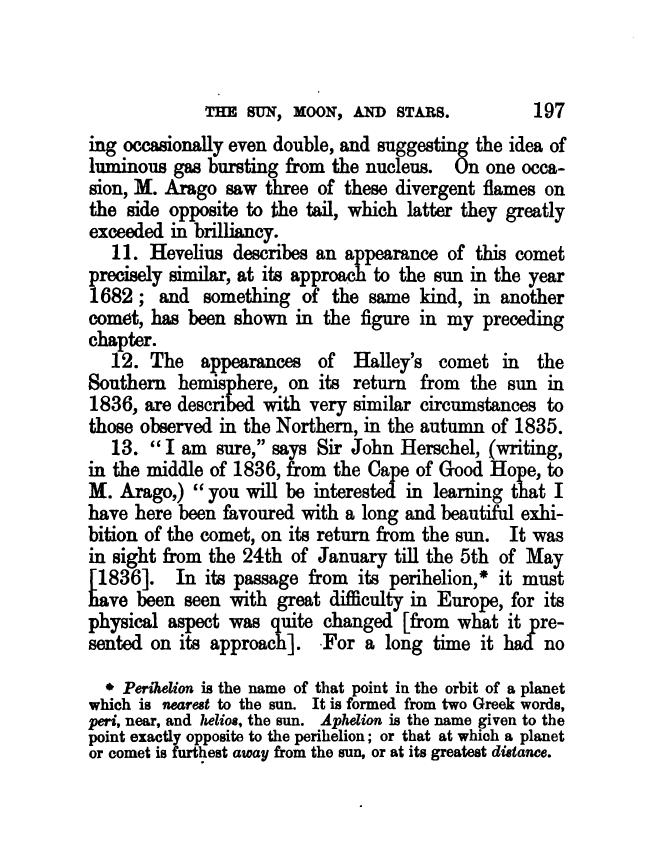 THE SUN, MOON, AND STARS. 197
ing occasionally even double, and suggesting the idea of
luminous gas bursting from the nucleus. On one occa-
sion, M. Arago saw three of these divergent flames on
the side opposite to the tail, which latter they greatly
exceeded in brilliancy.
11. Hevelius describes an appearance of this comet
precisely similar, at its approach to the sun in the year
1682; and something of the same kind, in another
comet, has been shown in the figure in my preceding
chapter.
12. The appearances of Halley's comet in the
Southern hemisphere, on its return from the sun in
1836, are described with very similar circumstances to
those observed in the Northern, in the autumn of 1835.
13. "I am sure," says Sir John Herschel, (writing,
in the middle of 1836, from the Cape of Good Hope, to
M. Arago,) "you will be interested in learning that I
have here been favoured with a long and beautiful exhi-
bition of the comet, on its return from the sun. It was
in sight from the 24th of January till the 5th of May
[1836]. In its passage from its perihelion,* it must
have been seen with great difficulty in Europe, for its
physical aspect was quite changed [from what it pre-
sented on its approach]. For a long time it had no
* Perihelion is the name of that point in the orbit of a planet
which is nearest to the sun. It is formed from two Greek words,
peri, near, and helios, the sun. Aphelion is the name given to the
point exactly opposite to the perihelion; or that at which a planet
or comet is furthest away from the sun, or at its greatest distance.